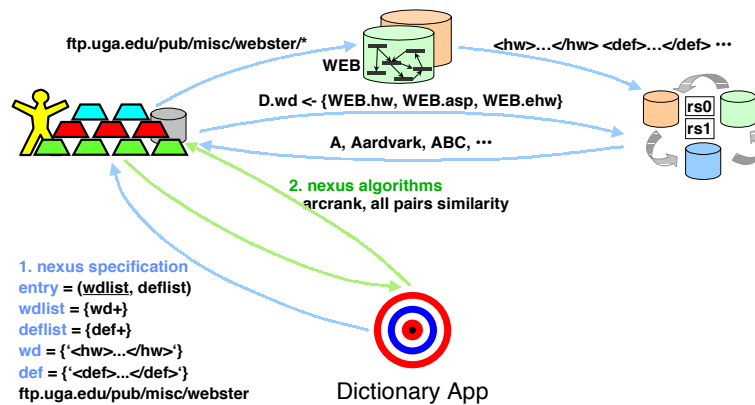 ftp.uga.edu/pub/misc/webster/*
<hw>...</hw> <def>...</def> •••
WEB
D.wd <- {WEB.hw, WEB.asp, WEB.ehw}
rs0
rs1
A, Aardvark, ABC, •••
2. nexus algorithms
arcrank, all pairs similarity
1. nexus specification
entry = (wdlist, deflist)
wdlist = {wd+}
deflist = {def+}
wd = {‘<hw>...</hw>‘}
def = {‘<def>...</def>‘}
ftp.uga.edu/pub/misc/webster
Dictionary App